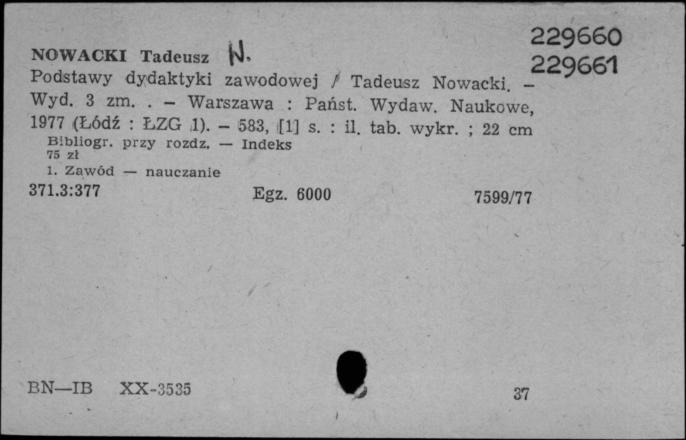 229660
NOWACKI Tadeusz N.
229661
Podstawy dydaktyki zawodowej / Tadeusz Nowacki. –
Wyd. 3 zm. . – Warszawa : Państ. Wydaw. Naukowe,
1977 (Łódź : ŁZG 1). – 583, [1] s. : il. tab. wykr. ; 22 cm
Bibliogr. przy rozdz. — Indeks
75 zł
1. Zawód — nauczanie
371.3:377 Egz. 6000 7599/77
BN—IB XX-3535 37